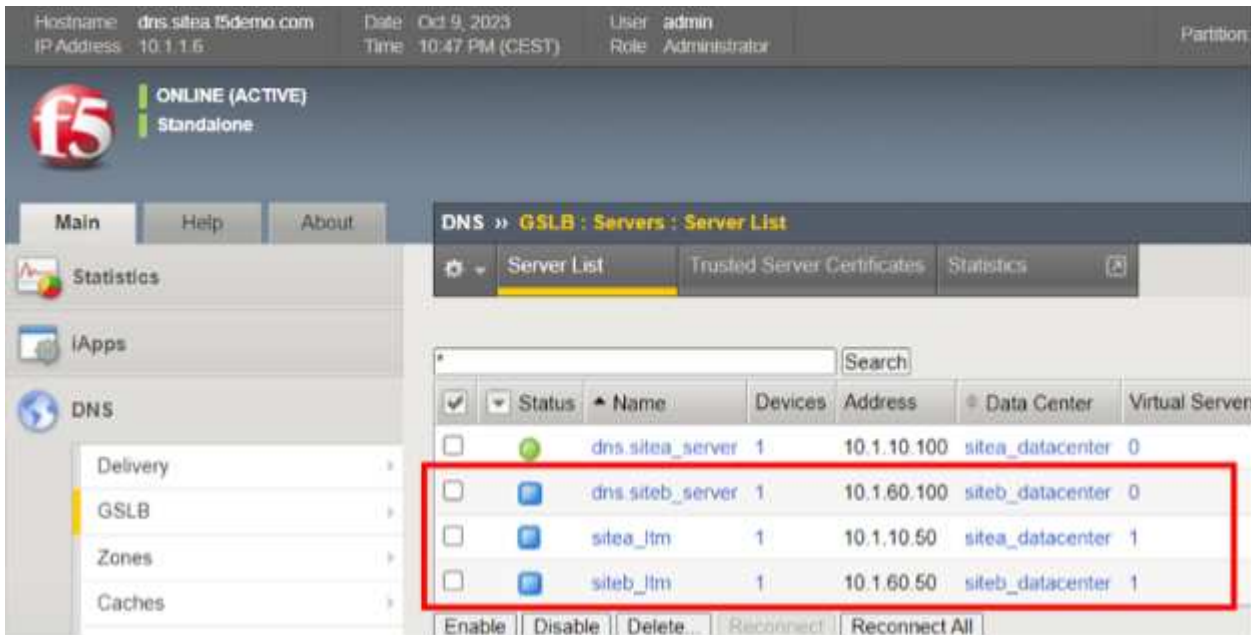 Hostname dns.sitea.f5demo.com Date Oct 9, 2023 User admin
IP Address 10.1.1.6 Time 10:47 PM (CEST) Role Administrator Partition:
f5
ONLINE (ACTIVE)
Standalone
Main Help About DNS » GSLB : Servers : Server List
Server List Trusted Server Certificates Statistics
Statistics
iApps
* Search
Status Name Devices Address Data Center Virtual Server
DNS
dns.sitea_server 1 10.1.10.100 sitea_datacenter 0
Delivery
dns.siteb_server 1 10.1.60.100 siteb_datacenter 0
GSLB
sitea_ltm 1 10.1.10.50 sitea_datacenter 1
Zones
siteb_ltm 1 10.1.60.50 siteb_datacenter 1
Caches
Enable Disable Delete... Reconnect Reconnect All